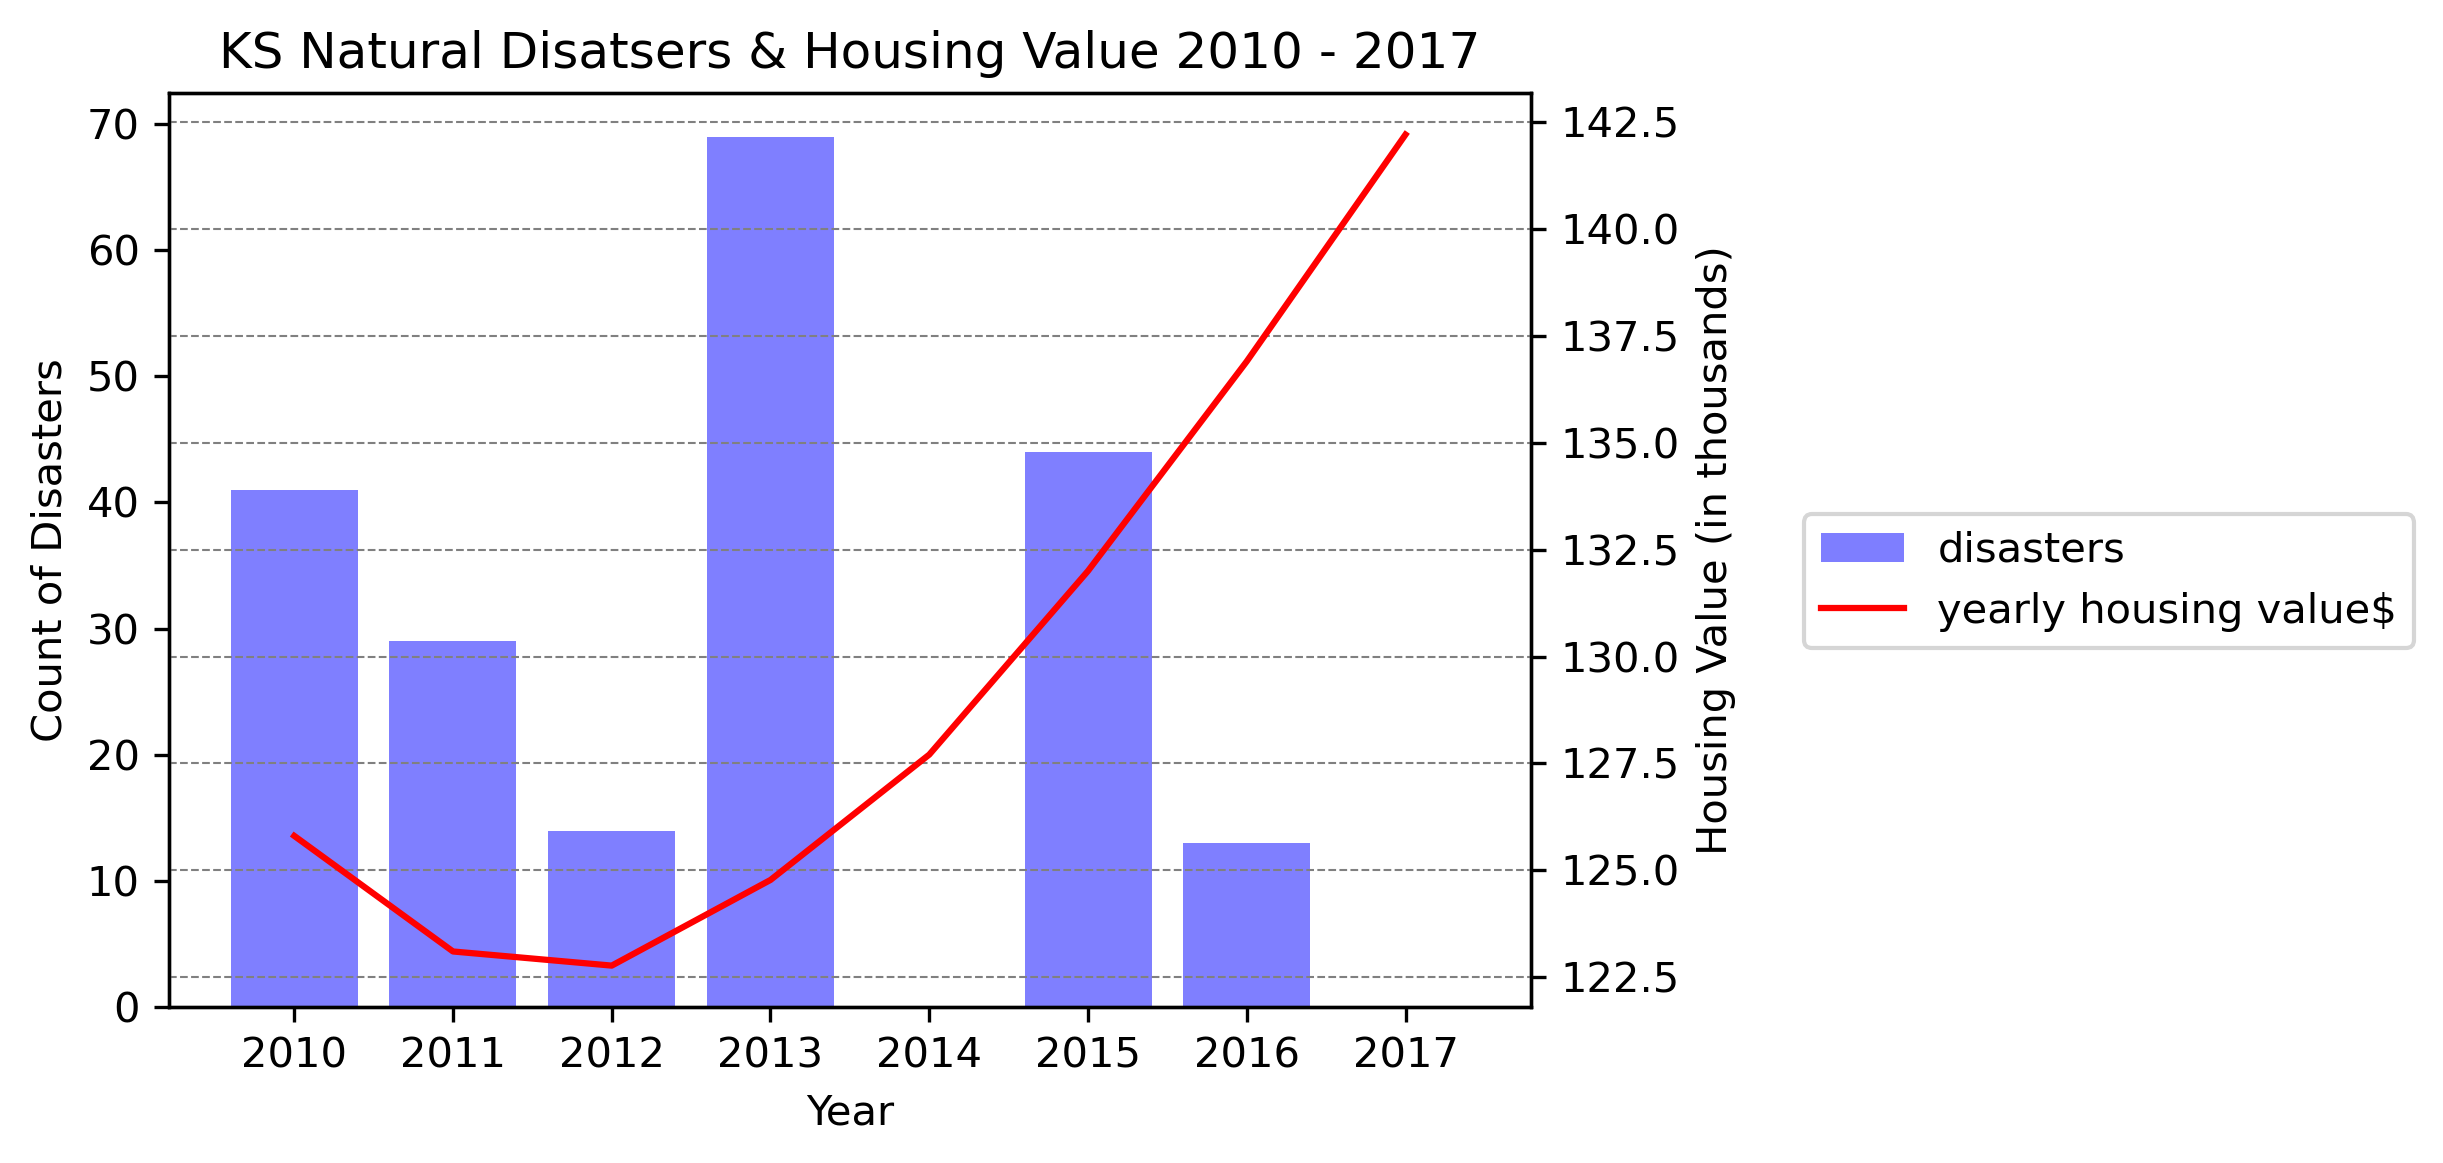 KS Natural Disatsers & Housing Value 2010 - 2017
Count of Disasters
70
60
50
40
30
20
10
0
142.5
140.0
137.5
135.0
132.5
130.0
127.5
125.0
122.5
Housing Value (in thousands)
2010 2011 2012 2013 2014 2015 2016 2017
Year
disasters
yearly housing value$